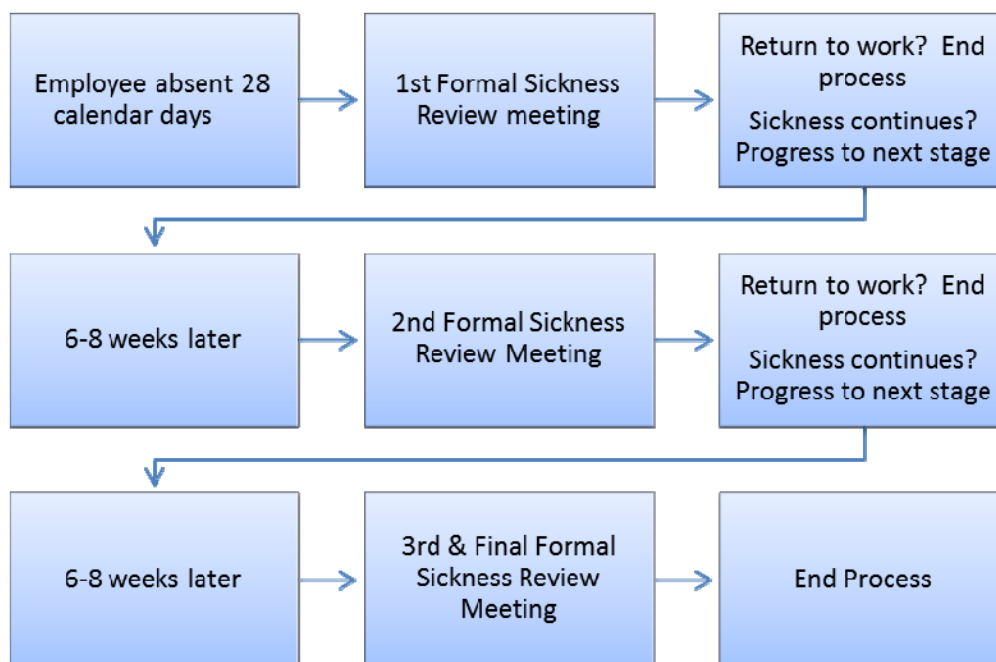 Employee absent 28
calendar days
1st Formal Sickness
Review meeting
Return to work?  End
process
Sickness continues?
Progress to next stage
6-8 weeks later
2nd Formal Sickness
Review Meeting
Return to work?  End
process
Sickness continues?
Progress to next stage
6-8 weeks later
3rd & Final Formal
Sickness Review
Meeting
End Process